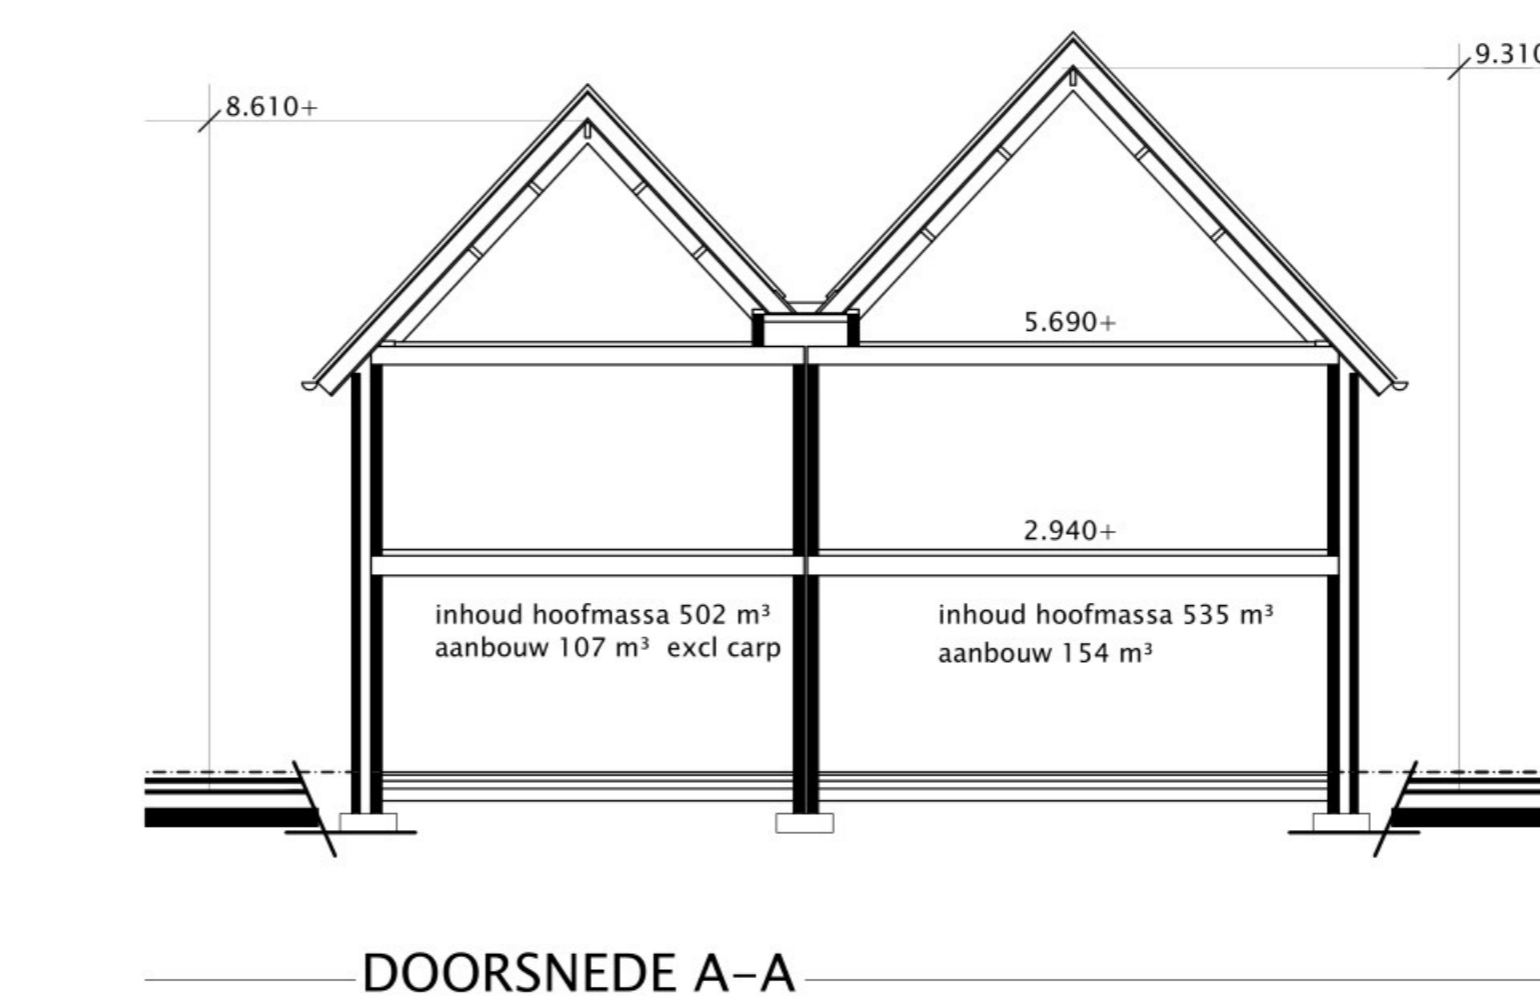 9.310
8.610+
5.690+
2.940+
inhoud hoofmassa 502 m³
aanbouw 107 m³ excl carp
inhoud hoofmassa 535 m³
aanbouw 154 m³
DOORSNEDE A-A